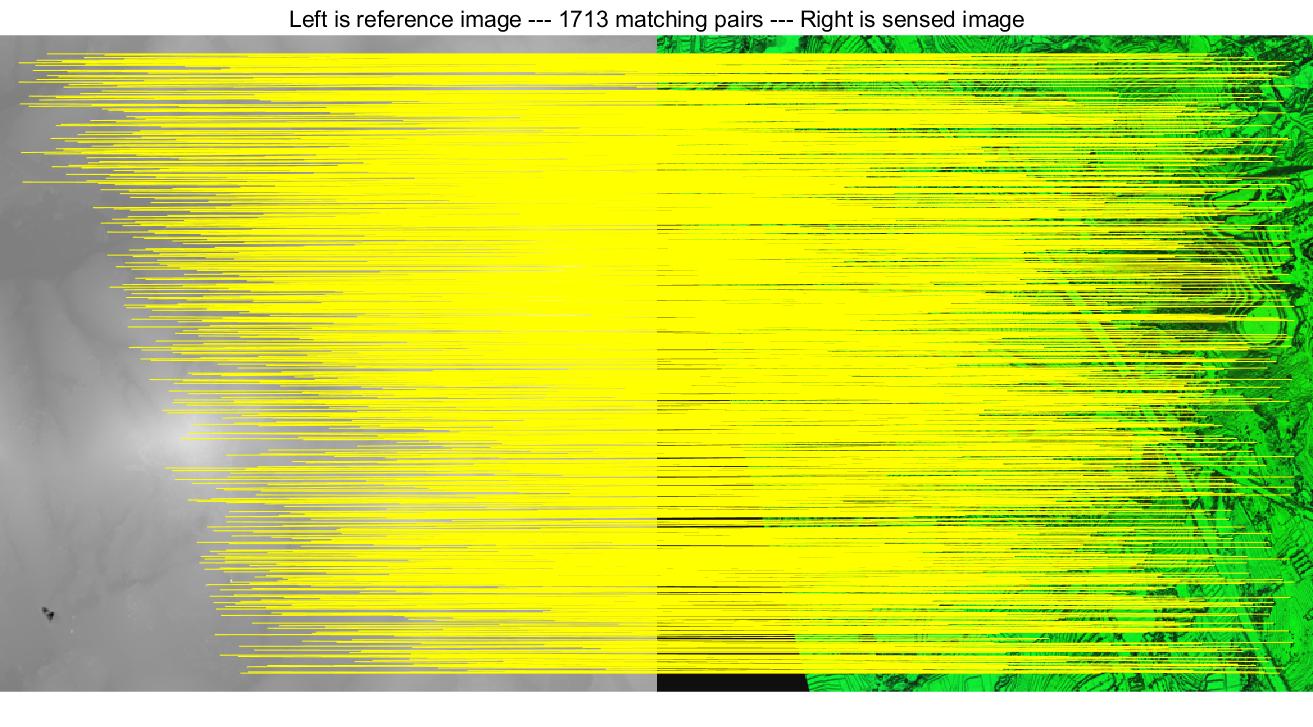 Left is reference image --- 1713 matching pairs --- Right is sensed image